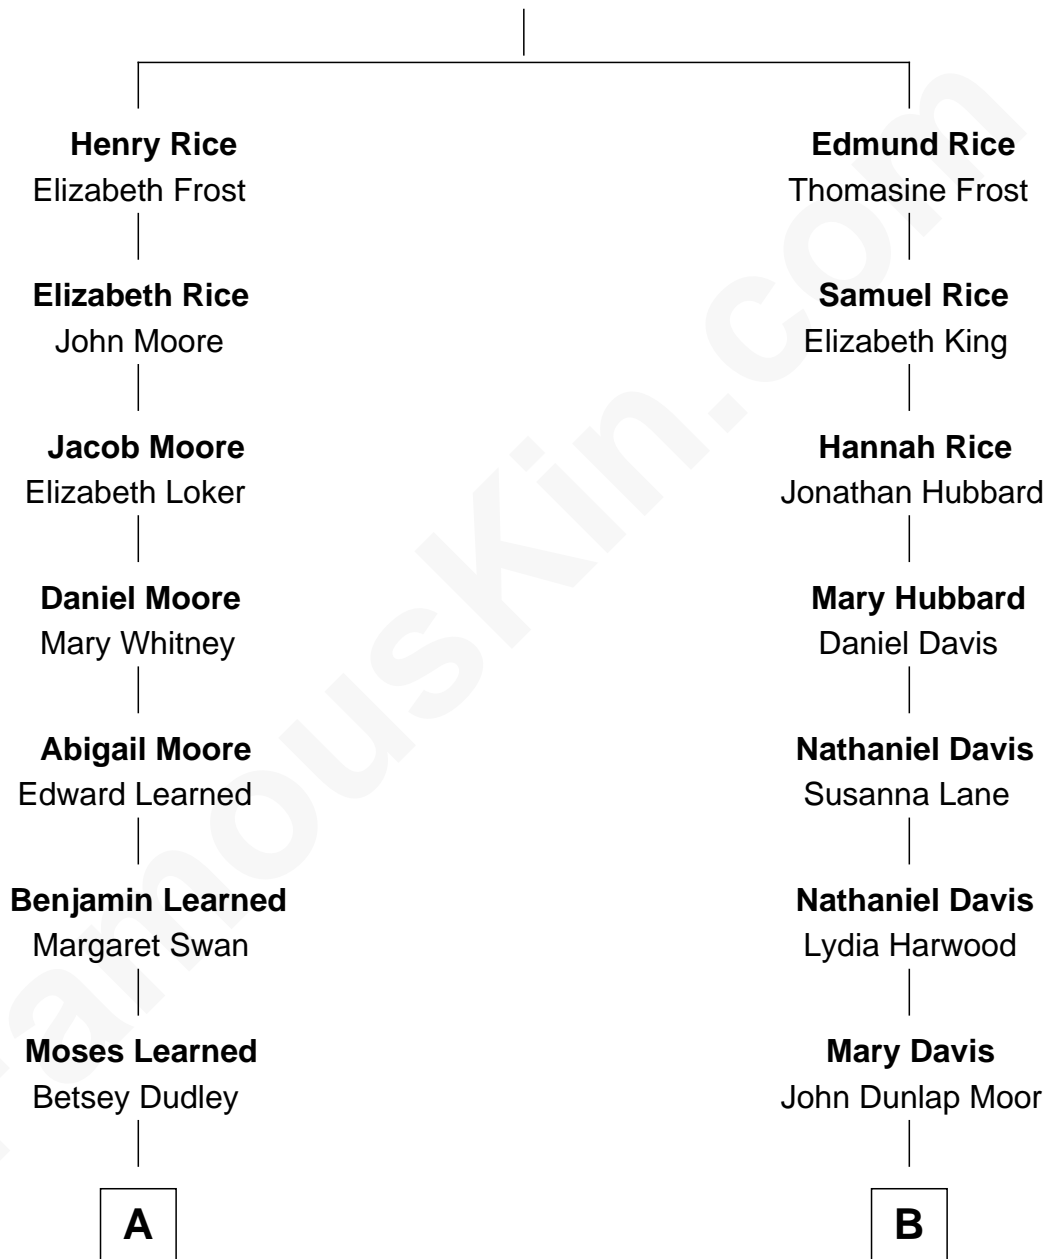 Henry Rice
Elizabeth Frost
Elizabeth Rice
John Moore
Jacob Moore
Elizabeth Loker
Daniel Moore
Mary Whitney
Abigail Moore
Edward Learned
Benjamin Learned
Margaret Swan
Moses Learned
Betsey Dudley
A
Edmund Rice
Thomasine Frost
Samuel Rice
Elizabeth King
Hannah Rice
Jonathan Hubbard
Mary Hubbard
Daniel Davis
Nathaniel Davis
Susanna Lane
Nathaniel Davis
Lydia Harwood
Mary Davis
John Dunlap Moor
B
FamousKin.com